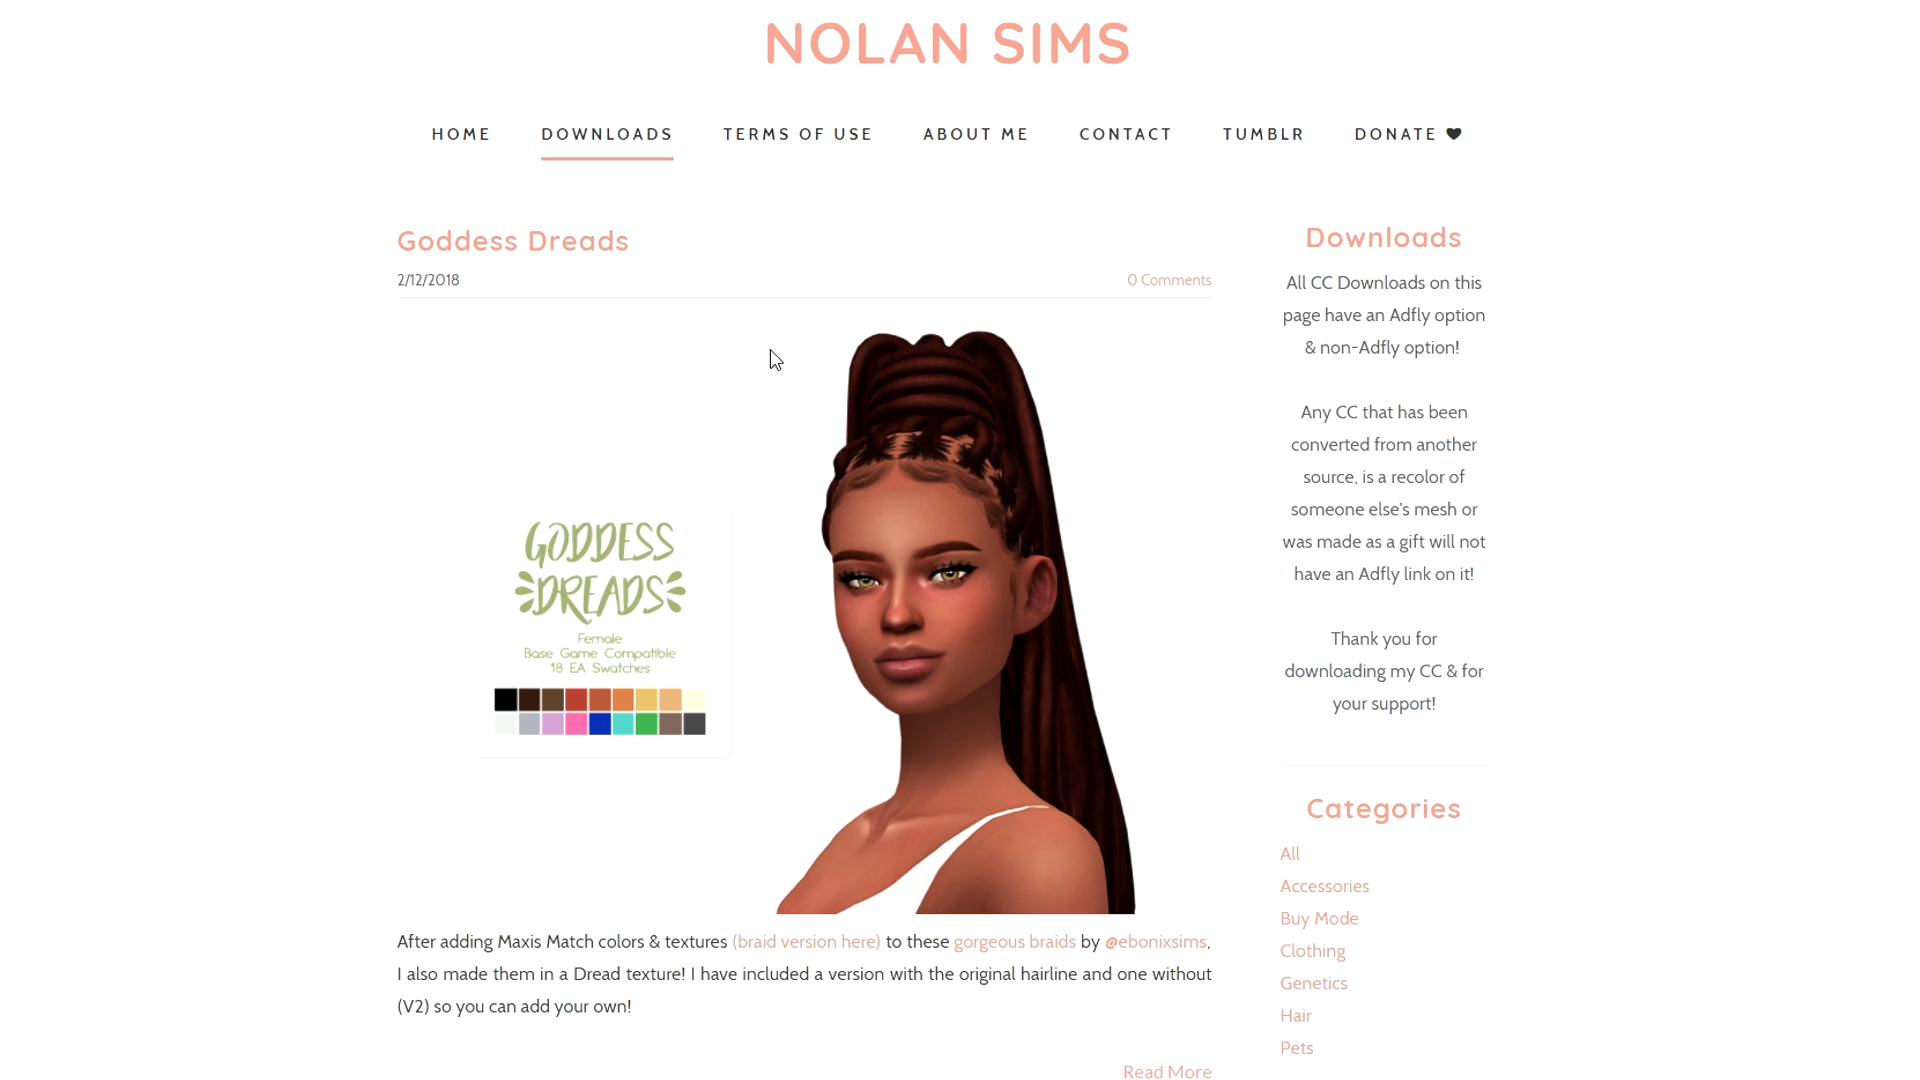 NOLAN SIMS
HOME DOWNLOADS TERMS OF USE ABOUT ME CONTACT TUMBLR DONATE ♥
Goddess Dreads
2/12/2018 0 Comments
GODDESS
DREADS
Female
Base Game Compatible
18 EA Swatches
After adding Maxis Match colors & textures (braid version here) to these gorgeous braids by @ebonixsims,
I also made them in a Dread texture! I have included a version with the original hairline and one without
(V2) so you can add your own!
Read More
Downloads
All CC Downloads on this
page have an Adfly option
& non-Adfly option!
Any CC that has been
converted from another
source, is a recolor of
someone else's mesh or
was made as a gift will not
have an Adfly link on it!
Thank you for
downloading my CC & for
your support!
Categories
All
Accessories
Buy Mode
Clothing
Genetics
Hair
Pets